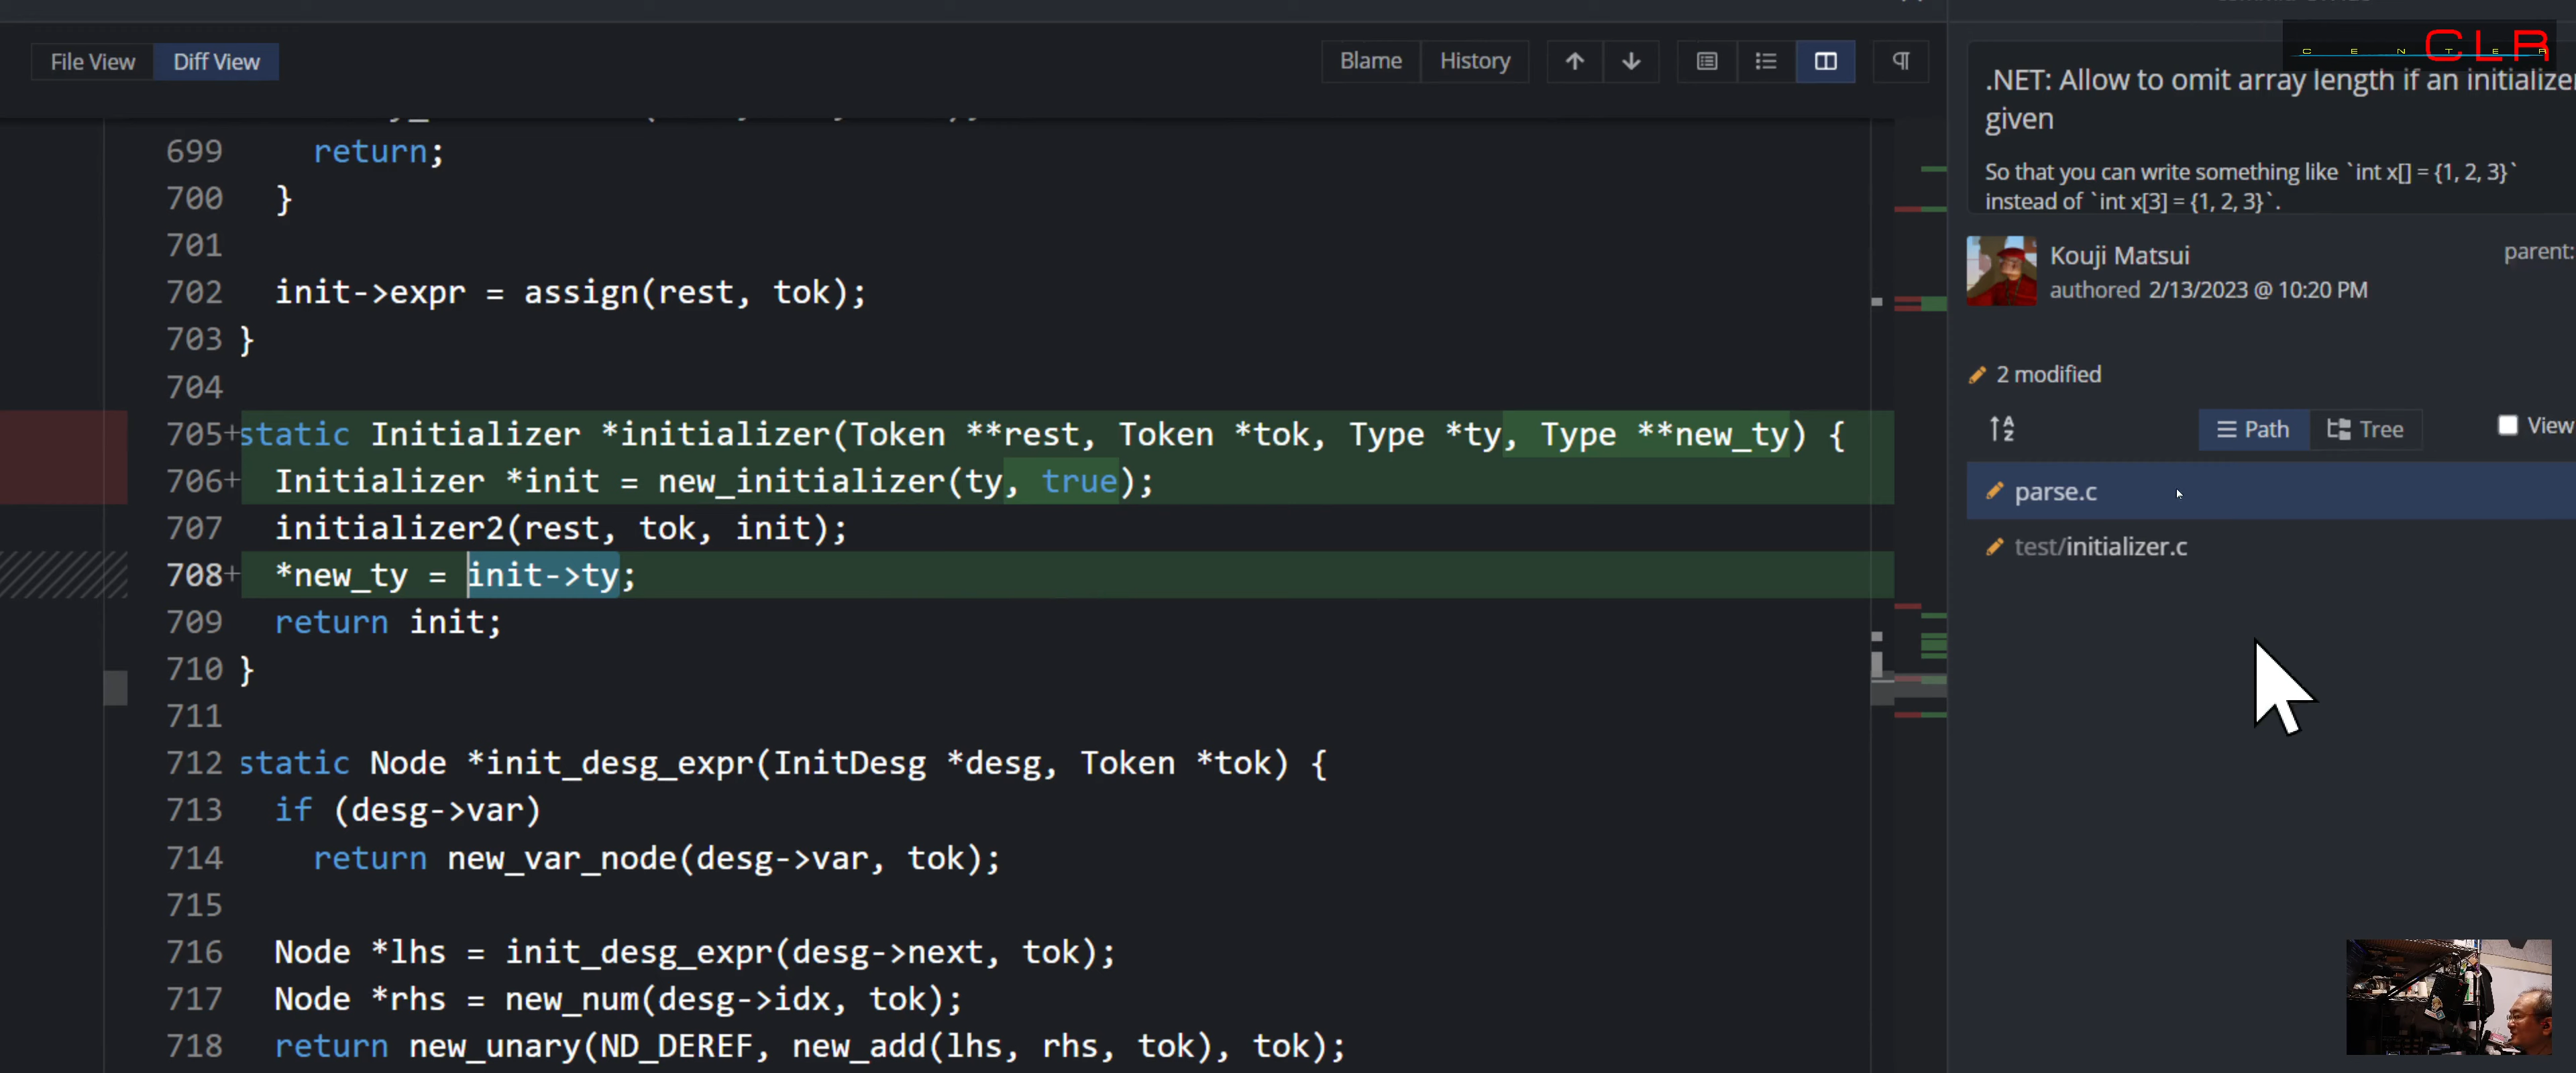 File View
Diff View
Blame
History
699 return;
700 }
701
702 init->expr = assign(rest, tok);
703 }
704
705+static Initializer *initializer(Token **rest, Token *tok, Type *ty, Type **new_ty) {
706+ Initializer *init = new_initializer(ty, true);
707 initializer2(rest, tok, init);
708+ *new_ty = init->ty;
709 return init;
710 }
711
712 static Node *init_desg_expr(InitDesg *desg, Token *tok) {
713 if (desg->var)
714 return new_var_node(desg->var, tok);
715
716 Node *lhs = init_desg_expr(desg->next, tok);
717 Node *rhs = new_num(desg->idx, tok);
718 return new_unary(ND_DEREF, new_add(lhs, rhs, tok), tok);
CENTER CLR
.NET: Allow to omit array length if an initializer
given
So that you can write something like `int x[] = {1, 2, 3}`
instead of `int x[3] = {1, 2, 3}`.
Kouji Matsui
parent:
authored 2/13/2023 @ 10:20 PM
2 modified
Path
Tree
View
parse.c
test/initializer.c